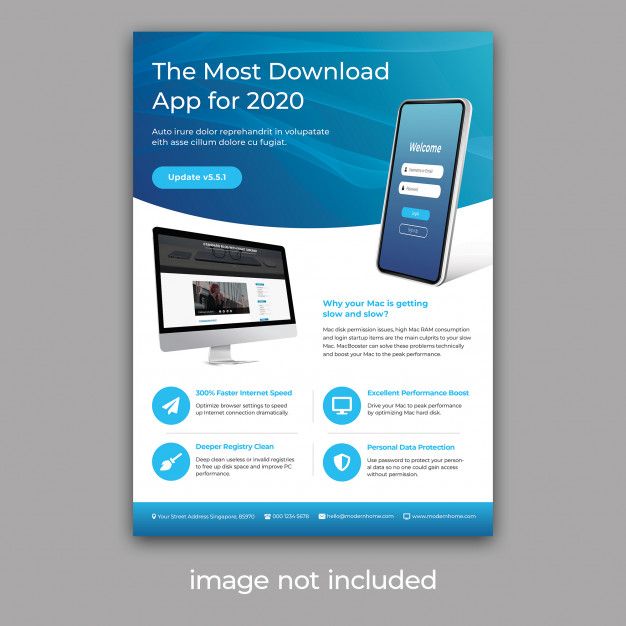 The Most Download
App for 2020
Auto irure dolor reprehandrit in volupatate
eith asse cillum dolore cu fugiat.
Update v5.5.1
Welcome
Password
Login
Sign up
Why your Mac is getting
slow and slow?
Mac disk permission issues, high Mac RAM consumption
and login startup items are the main culprits to your slow
Mac. MacBooster can solve these problems technically
and boost your Mac to the peak performance.
300% Faster Internet Speed
Optimize browser settings to speed
up Internet connection dramatically.
Excellent Performance Boost
Drive your Mac to peak performance
by optimizing Mac hard disk.
Deeper Registry Clean
Deep clean useless or invalid registries
to free up disk space and improve PC
performance.
Personal Data Protection
Use password to protect your person-
al data so no one could gain access
without permission.
Your Street Address Singapore, 85970
000 1234 5678
hello@modernhome.com
www.modernhome.com
image not included